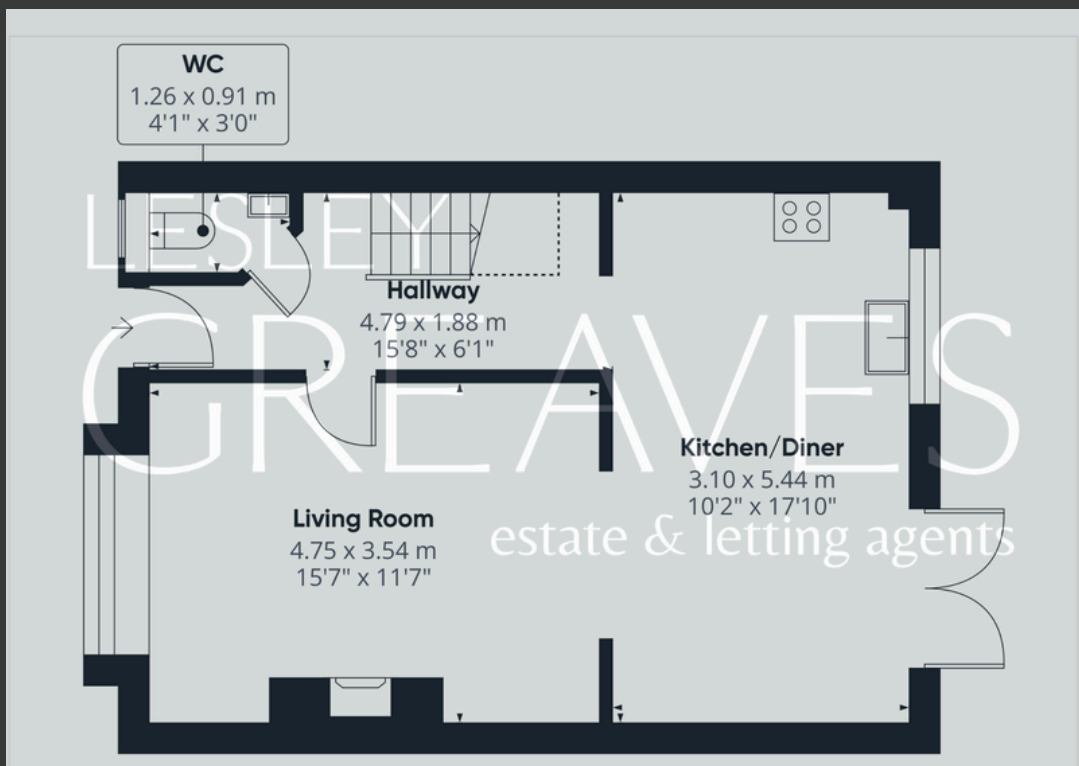 WC
1.26 x 0.91 m
4'1" x 3'0"
LESLEY
Hallway
4.79 x 1.88 m
15'8" x 6'1"
GREAVES
Kitchen/Diner
3.10 x 5.44 m
10'2" x 17'10"
Living Room
4.75 x 3.54 m
15'7" x 11'7"
estate & letting agents